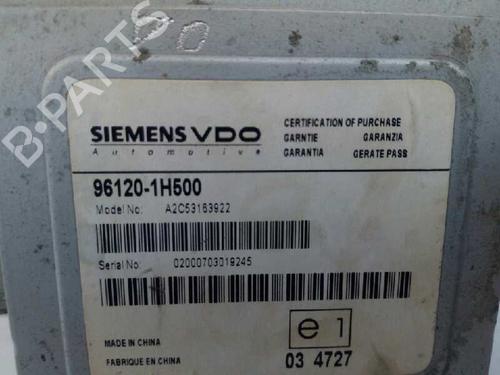 B-PARTS
SIEMENS VDO
Automotive
CERTIFICATION OF PURCHASE
GARNTIE GARANZIA
GARANTIA GERATE PASS
96120-1H500
Model No: A2C53163922
Serial No: 02000703019245
MADE IN CHINA
FABRIQUE EN CHINA
e1
03 4727